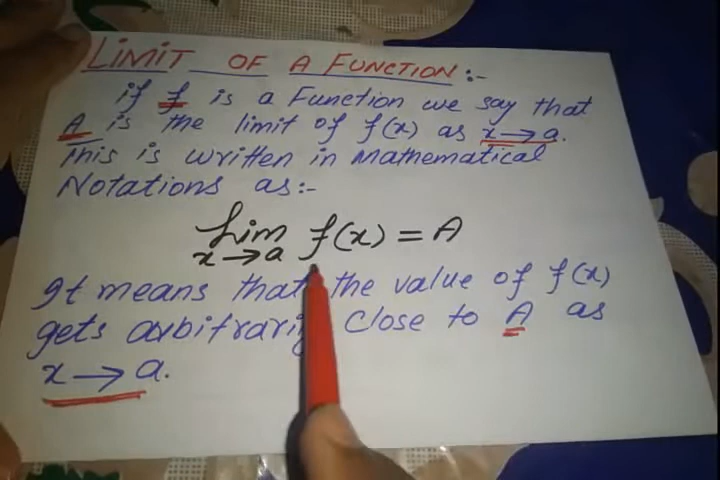 LIMIT OF A FUNCTION:-
if f is a Function we say that
A is the limit of f(x) as x→a.
This is written in Mathematical
Notations as:-
Lim f(x) = A
x→a
It means that the value of f(x)
gets close to A as
x → a.